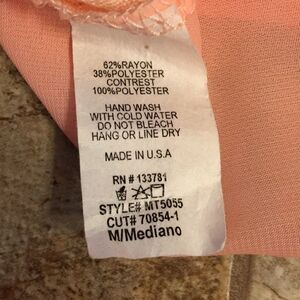 62%RAYON
38%POLYESTER
CONTREST
100%POLYESTER
HAND WASH
WITH COLD WATER
DO NOT BLEACH
HANG OR LINE DRY
MADE IN U.S.A
RN # 133781
STYLE# MT5055
CUT# 70854-1
M/Mediano